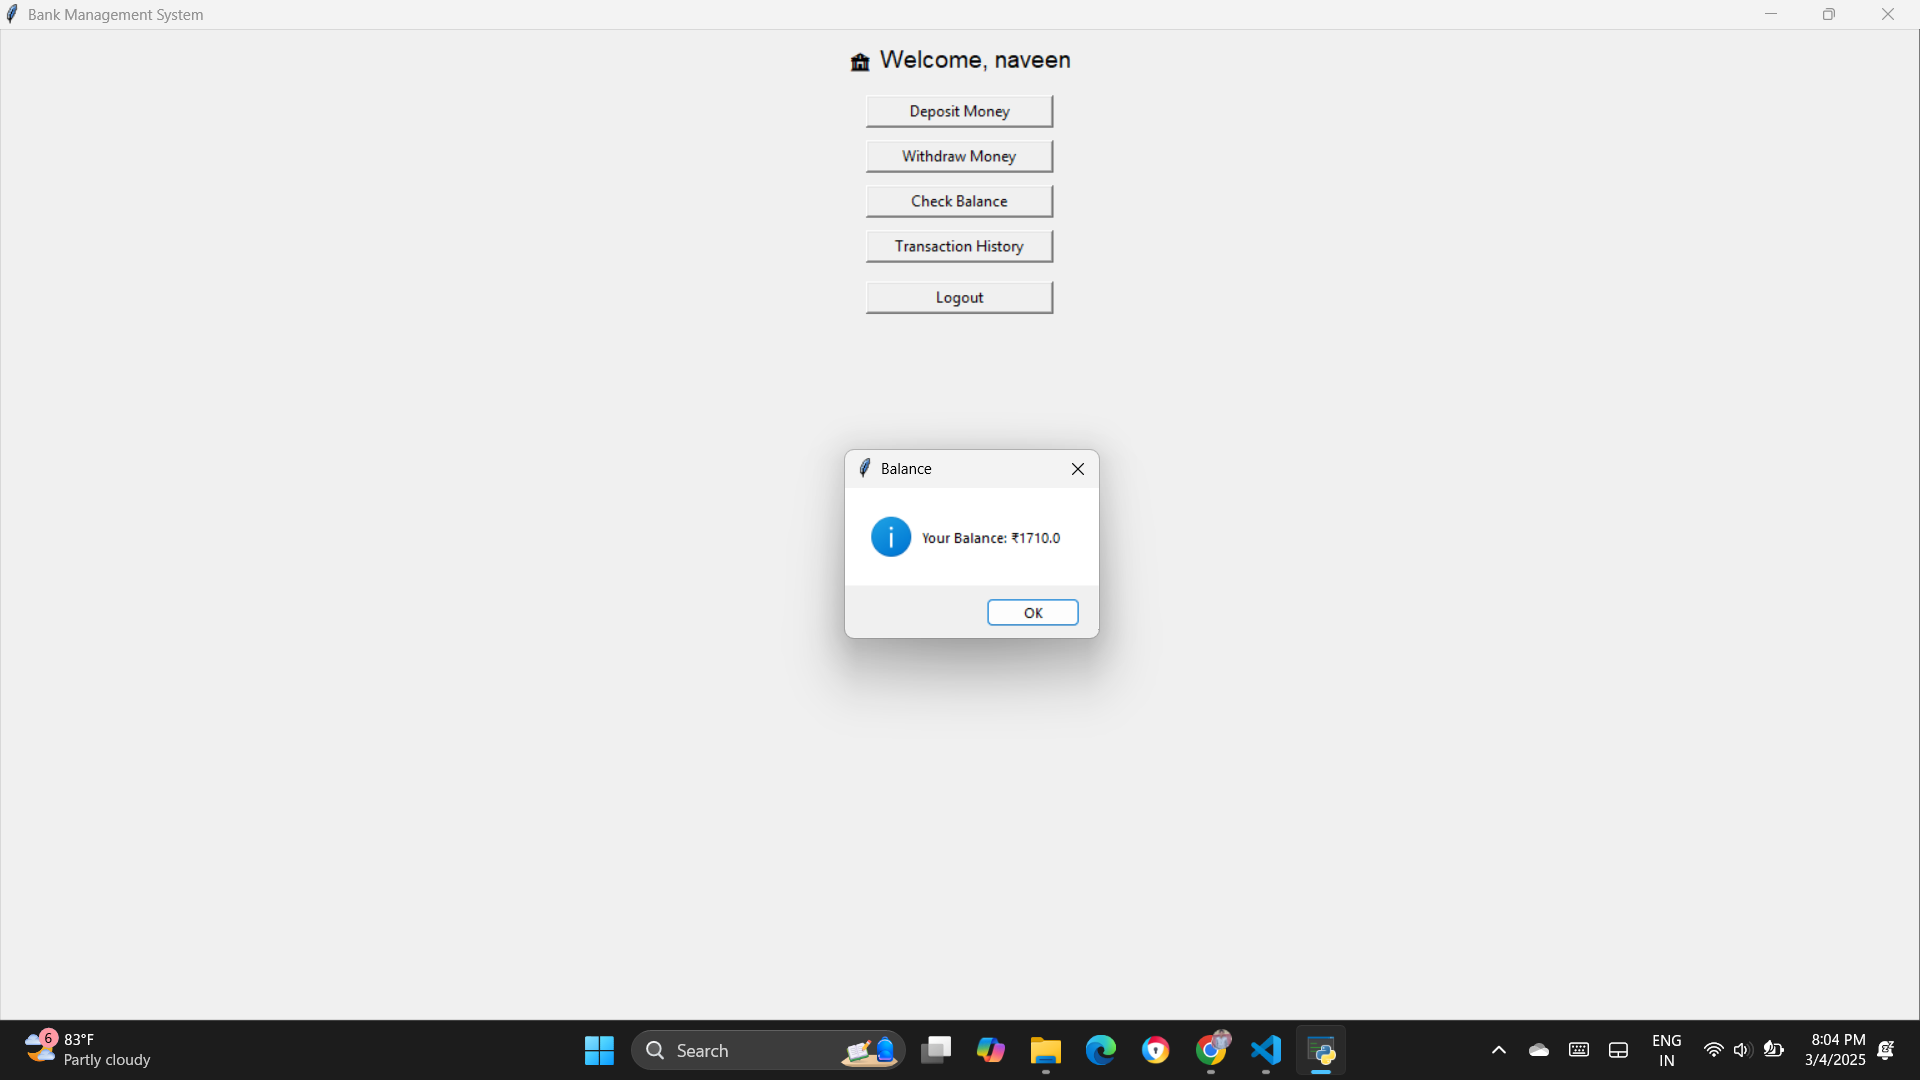 Bank Management System
Welcome, naveen
Deposit Money
Withdraw Money
Check Balance
Transaction History
Logout
Balance
Your Balance: ₹1710.0
OK
6
83°F
Partly cloudy
Search
ENG
IN
8:04 PM
3/4/2025